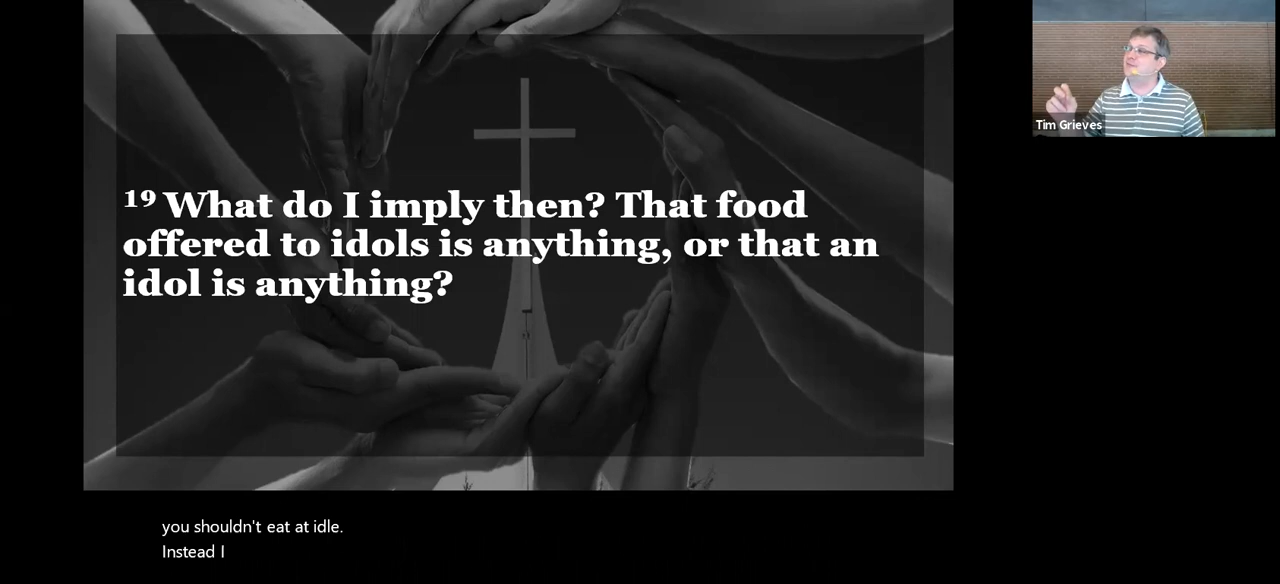 ¹⁹ What do I imply then? That food
offered to idols is anything, or that an
idol is anything?
Tim Grieves
you shouldn't eat at idle.
Instead I